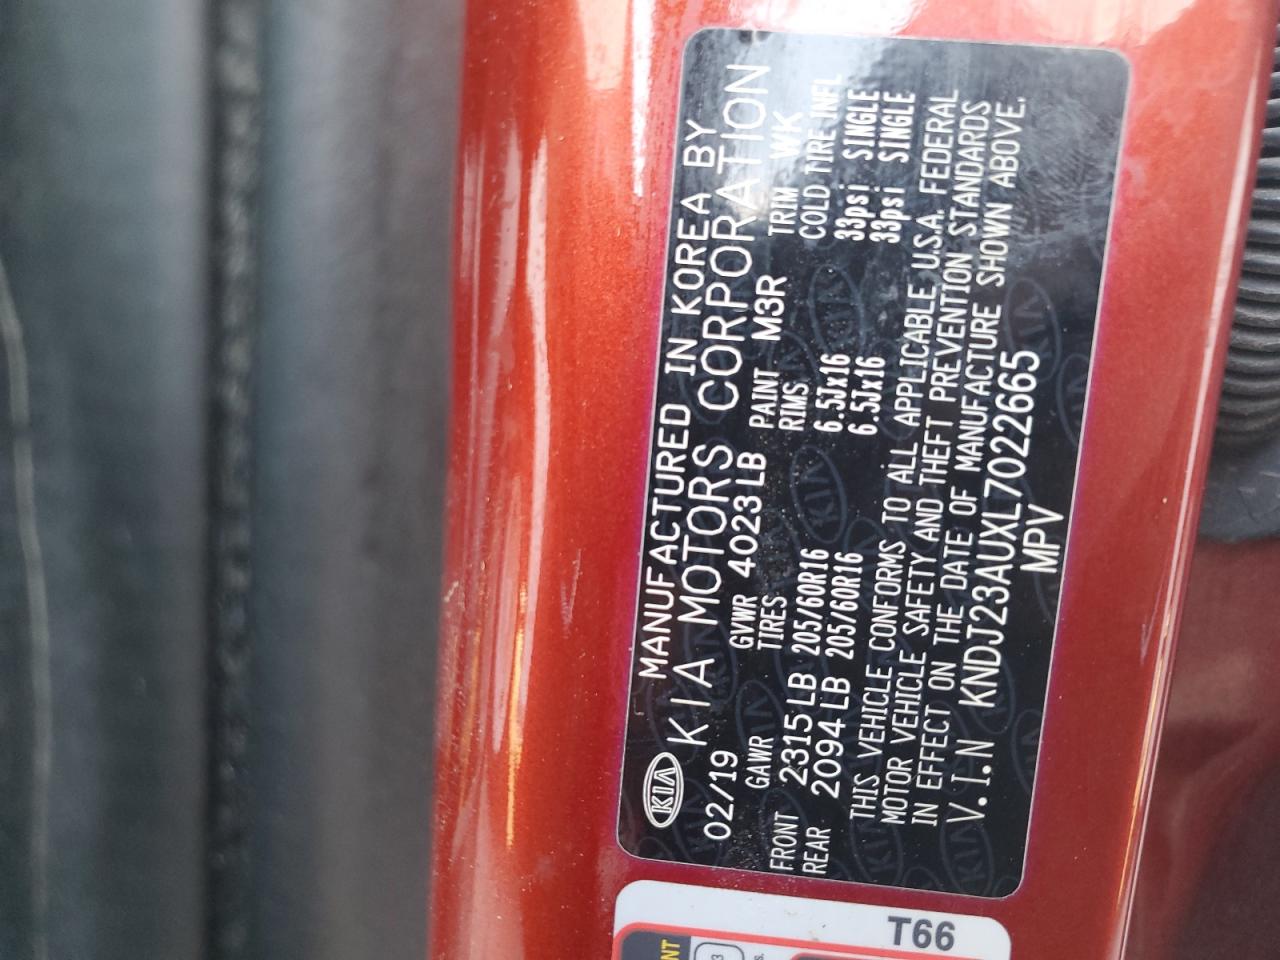 KIA
MANUFACTURED IN KOREA BY
KIA MOTORS CORPORATION
02/19 GVWR 4023 LB PAINT M3R TRIM WK
GAWR TIRES RIMS COLD TIRE INFL
FRONT 2315 LB 205/60R16 6.5Jx16 33psi SINGLE
REAR 2094 LB 205/60R16 6.5Jx16 33psi SINGLE
THIS VEHICLE CONFORMS TO ALL APPLICABLE U.S.A. FEDERAL
MOTOR VEHICLE SAFETY AND THEFT PREVENTION STANDARDS
IN EFFECT ON THE DATE OF MANUFACTURE SHOWN ABOVE.
V.I.N KNDJ23AUXL7022665
MPV
T66